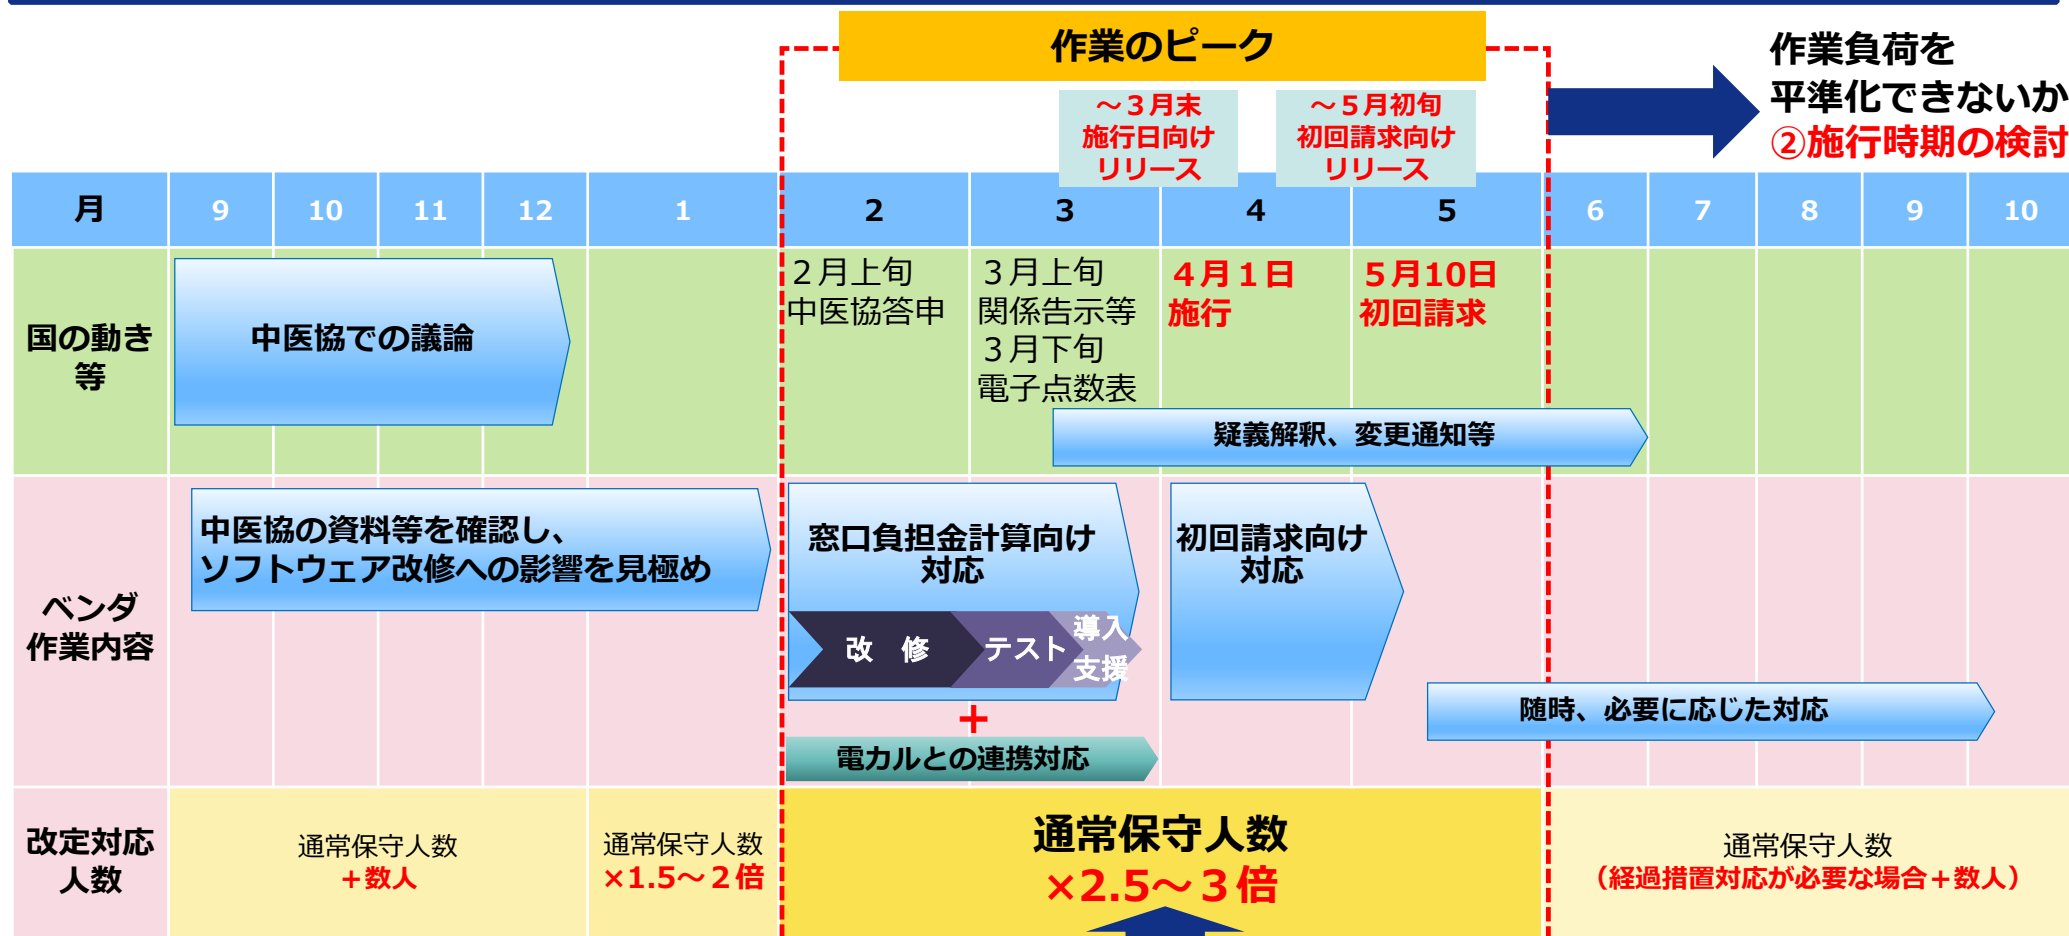 作業のピーク
作業負荷を
平準化できないか
②施行時期の検討
～３月末
施行日向け
リリース
～５月初旬
初回請求向け
リリース
月
9
10
11
12
1
2
3
4
5
6
7
8
9
10
国の動き
等
中医協での議論
２月上旬
中医協答申
３月上旬
関係告示等
３月下旬
電子点数表
４月１日
施行
５月10日
初回請求
疑義解釈、変更通知等
ベンダ
作業内容
中医協の資料等を確認し、
ソフトウェア改修への影響を見極め
窓口負担金計算向け
対応
改　修
テスト
導入
支援
＋
電カルとの連携対応
初回請求向け
対応
随時、必要に応じた対応
改定対応
人数
通常保守人数
＋数人
通常保守人数
×1.5～２倍
通常保守人数
×2.5～３倍
通常保守人数
（経過措置対応が必要な場合＋数人）